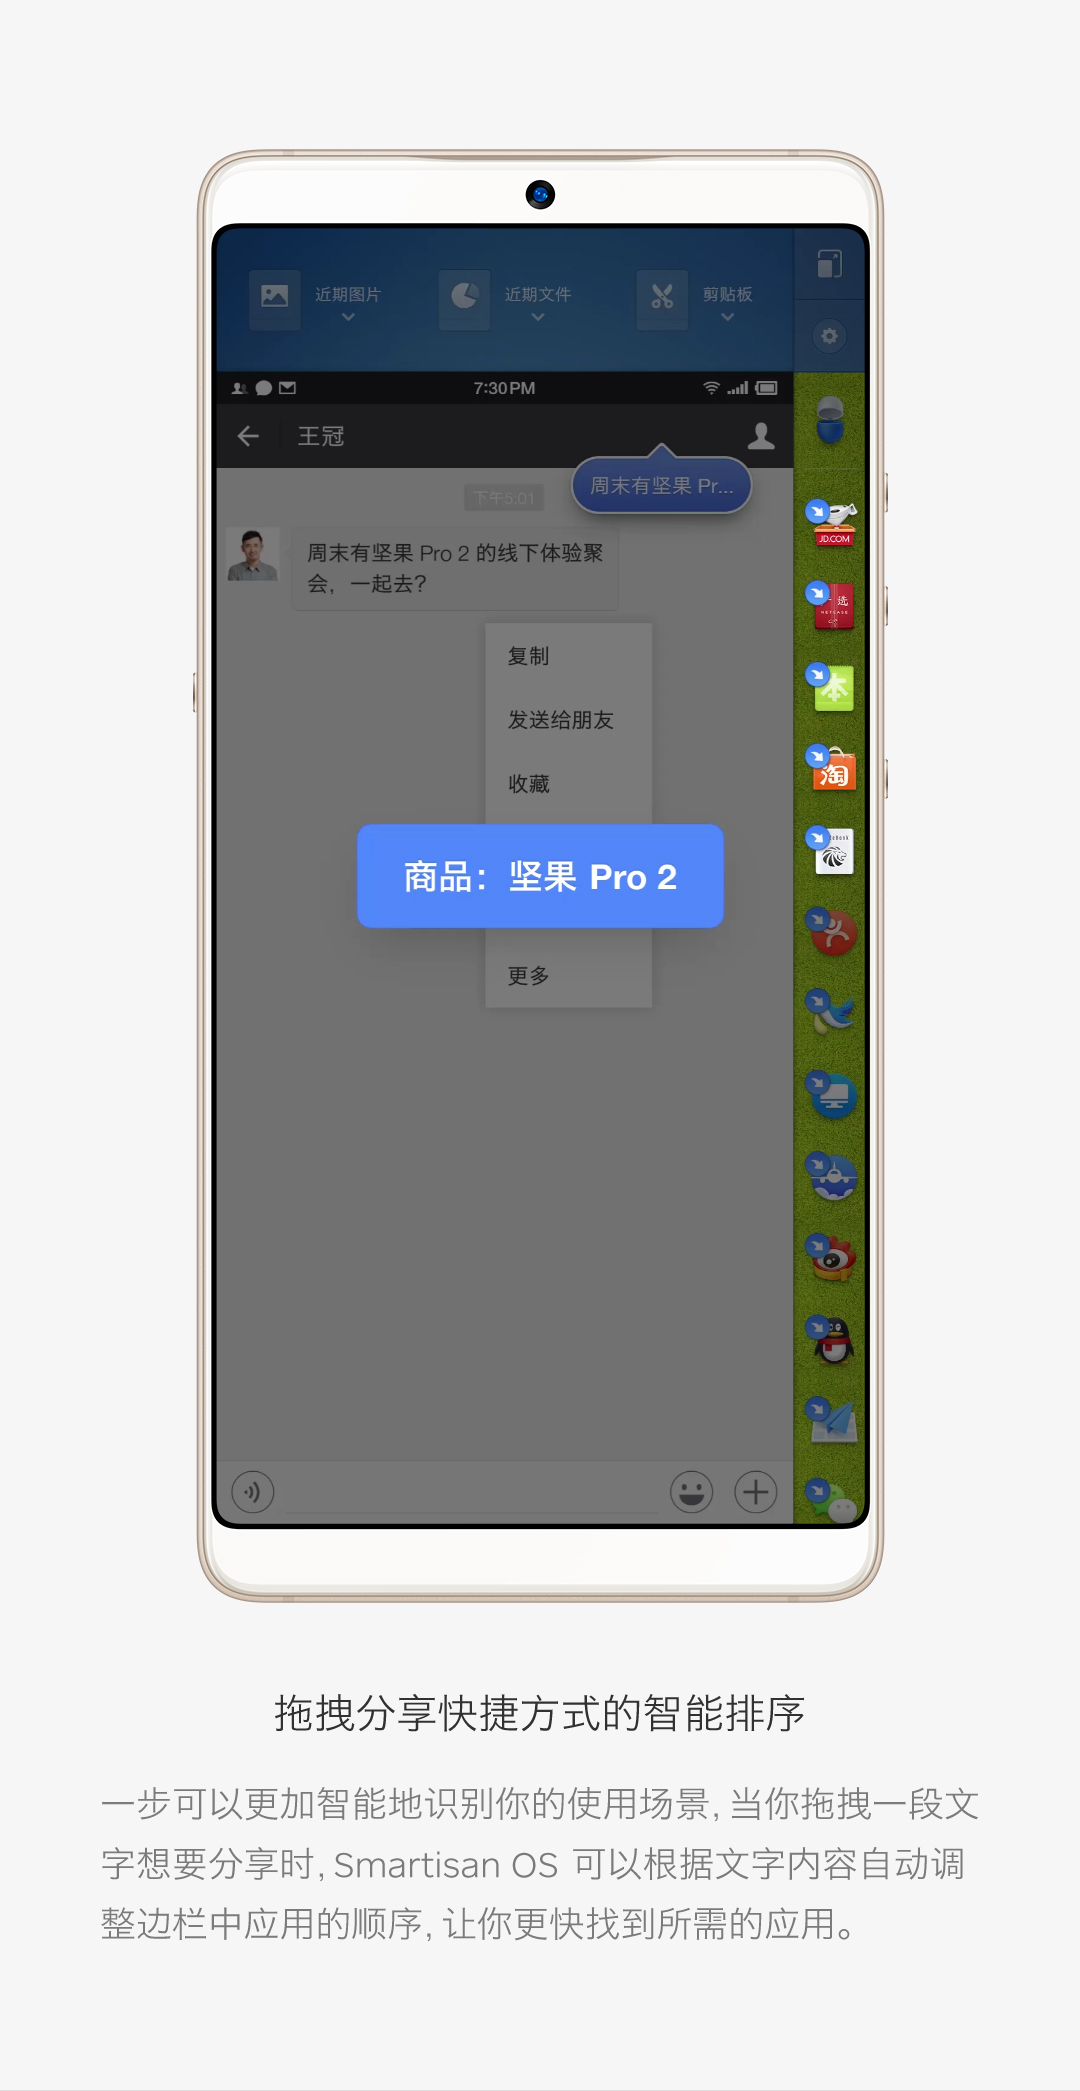 近期图片
近期文件
剪贴板
7:30PM
王冠
周末有坚果 Pr...
下午5:01
周末有坚果 Pro 2 的线下体验聚
会，一起去？
JD.COM
选
复制
发送给朋友
本
淘
收藏
商品：坚果 Pro 2
更多
拖拽分享快捷方式的智能排序
一步可以更加智能地识别你的使用场景，当你拖拽一段文
字想要分享时，Smartisan OS 可以根据文字内容自动调
整边栏中应用的顺序，让你更快找到所需的应用。